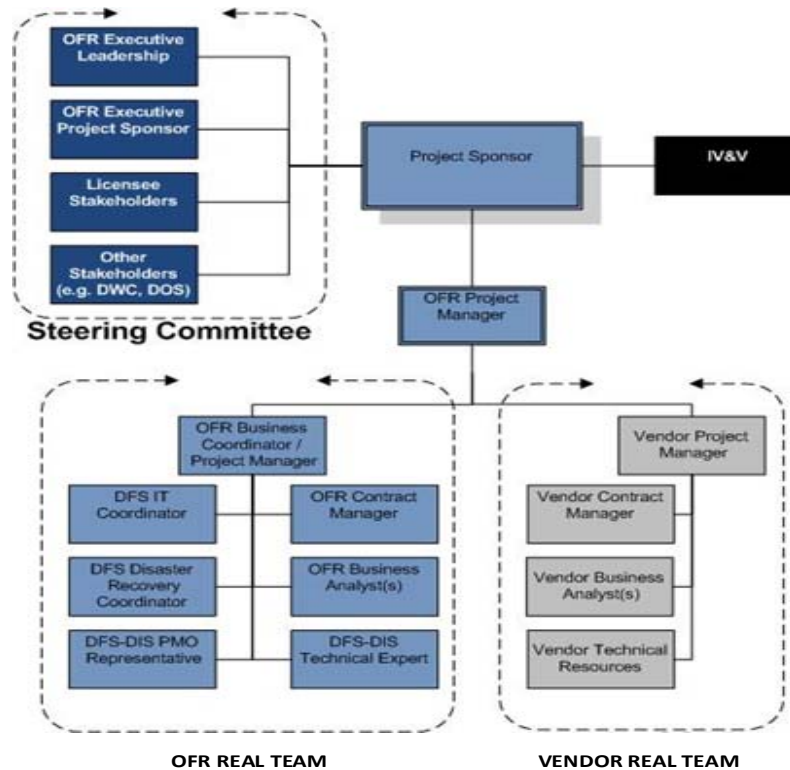 OFR Executive
Leadership
OFR Executive
Project Sponsor
Licensee
Stakeholders
Other
Stakeholders
(e.g. DWC, DOS)
Steering Committee
Project Sponsor
IV&V
OFR Project
Manager
OFR Business
Coordinator /
Project Manager
DFS IT
Coordinator
OFR Contract
Manager
DFS Disaster
Recovery
Coordinator
OFR Business
Analyst(s)
DFS-DIS PMO
Representative
DFS-DIS
Technical Expert
OFR REAL TEAM
Vendor Project
Manager
Vendor Contract
Manager
Vendor Business
Analyst(s)
Vendor Technical
Resources
VENDOR REAL TEAM